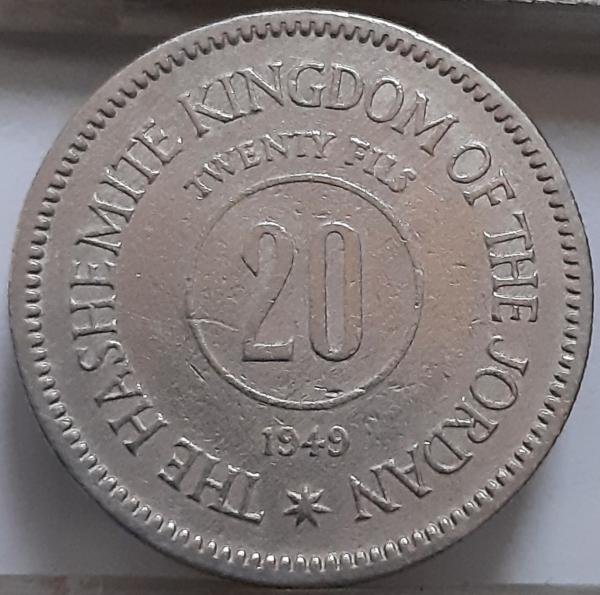 THE HASHEMITE KINGDOM OF THE JORDAN
TWENTY FILS
20
1949